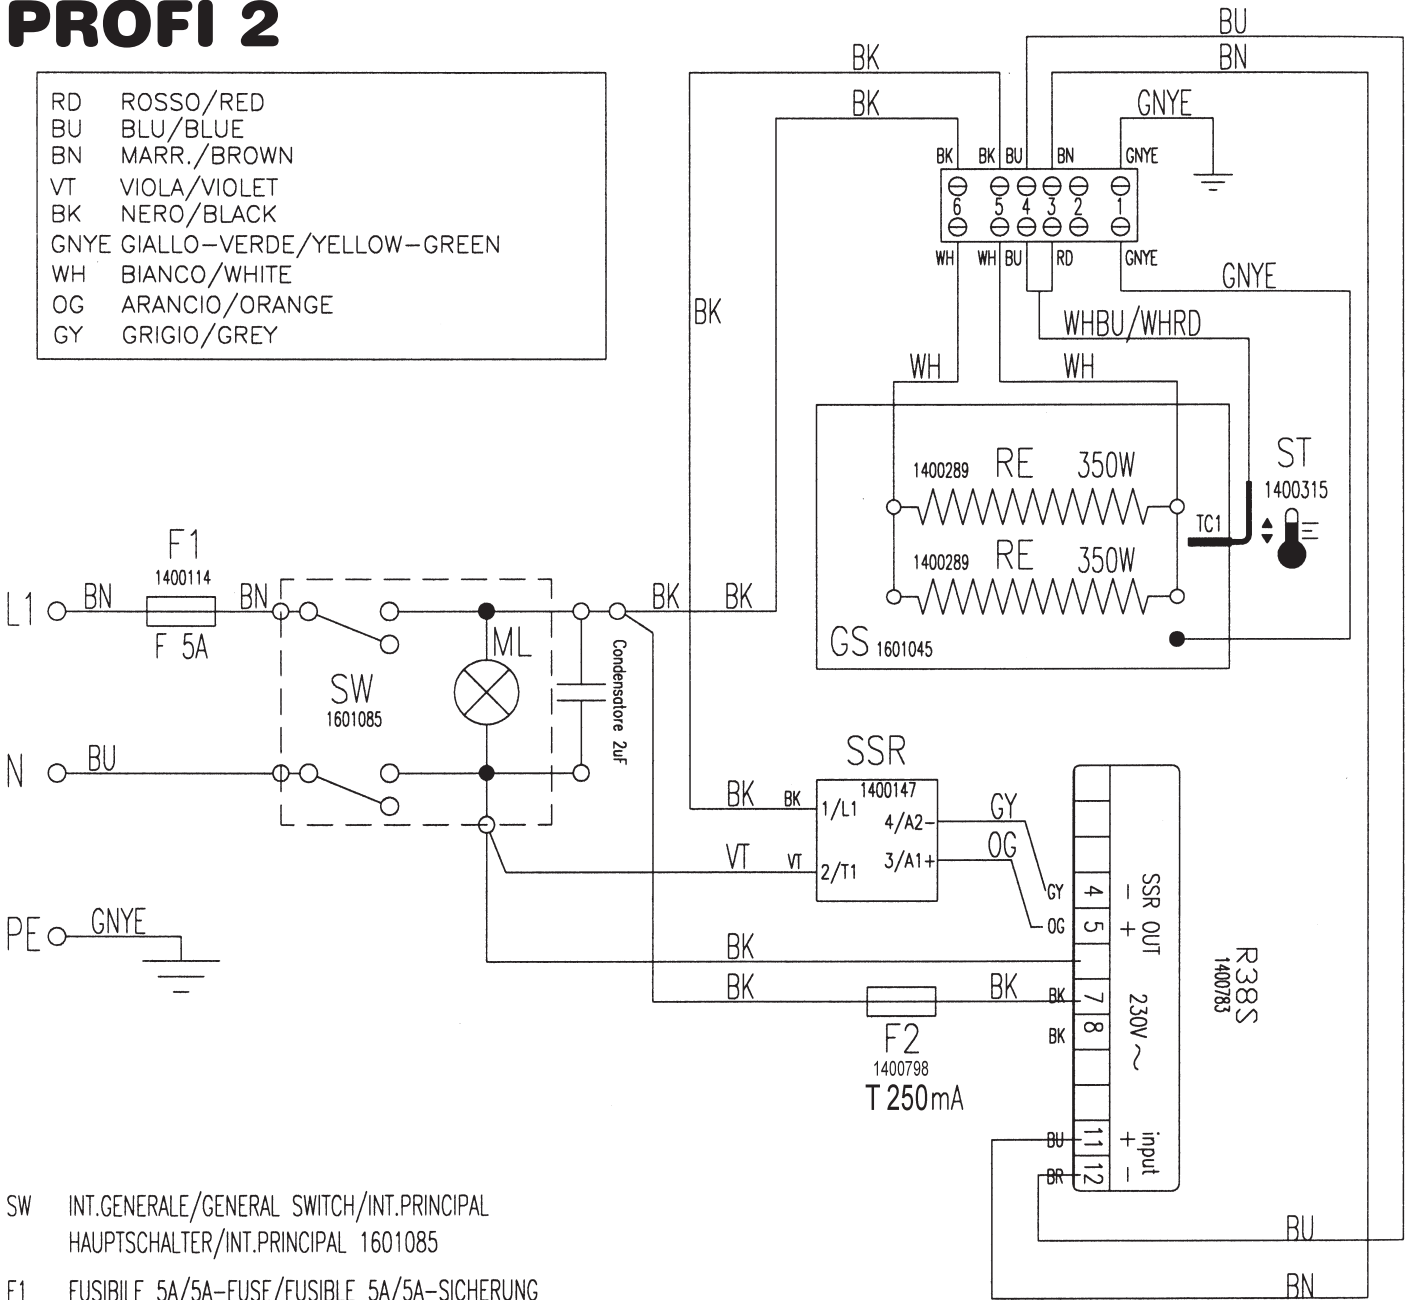 PROFI 2
RD ROSSO/RED
BU BLU/BLUE
BN MARR./BROWN
VT VIOLA/VIOLET
BK NERO/BLACK
GNYE GIALLO-VERDE/YELLOW-GREEN
WH BIANCO/WHITE
OG ARANCIO/ORANGE
GY GRIGIO/GREY
BU
BN
BK
BK
GNYE
BK BK BU BN GNYE
6 5 4 3 2 1
WH WH BU RD GNYE
GNYE
BK
WHBU/WHRD
WH WH
1400289 RE 350W
ST
1400315
TC1
1400289 RE 350W
GS 1601045
F1
1400114
L1 BN BN
F 5A
BK BK
ML
Condensatore 2uF
SW
1601085
N BU
SSR
1400147
BK BK 1/L1
4/A2- GY
VT VT 2/T1
3/A1+ OG
GY 4 -
OG 5 +
SSR OUT
PE GNYE
BK
BK BK BK 7
BK 8
230V~
R38S
1400783
F2
1400798
T 250mA
BU 11 +
BR 12 -
input
BU
BN
SW INT.GENERALE/GENERAL SWITCH/INT.PRINCIPAL
HAUPTSCHALTER/INT.PRINCIPAL 1601085
F1 FUSIBILE 5A/5A-FUSE/FUSIBLE 5A/5A-SICHERUNG